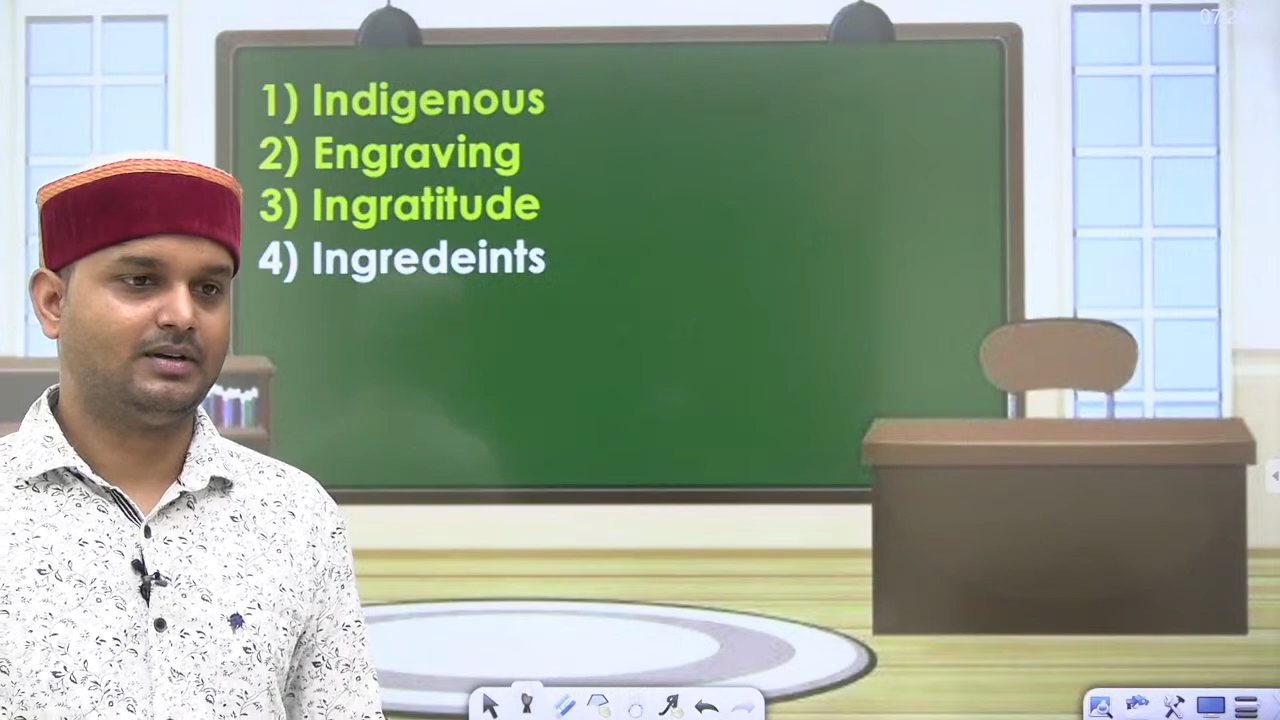 1) Indigenous
2) Engraving
3) Ingratitude
4) Ingredeints